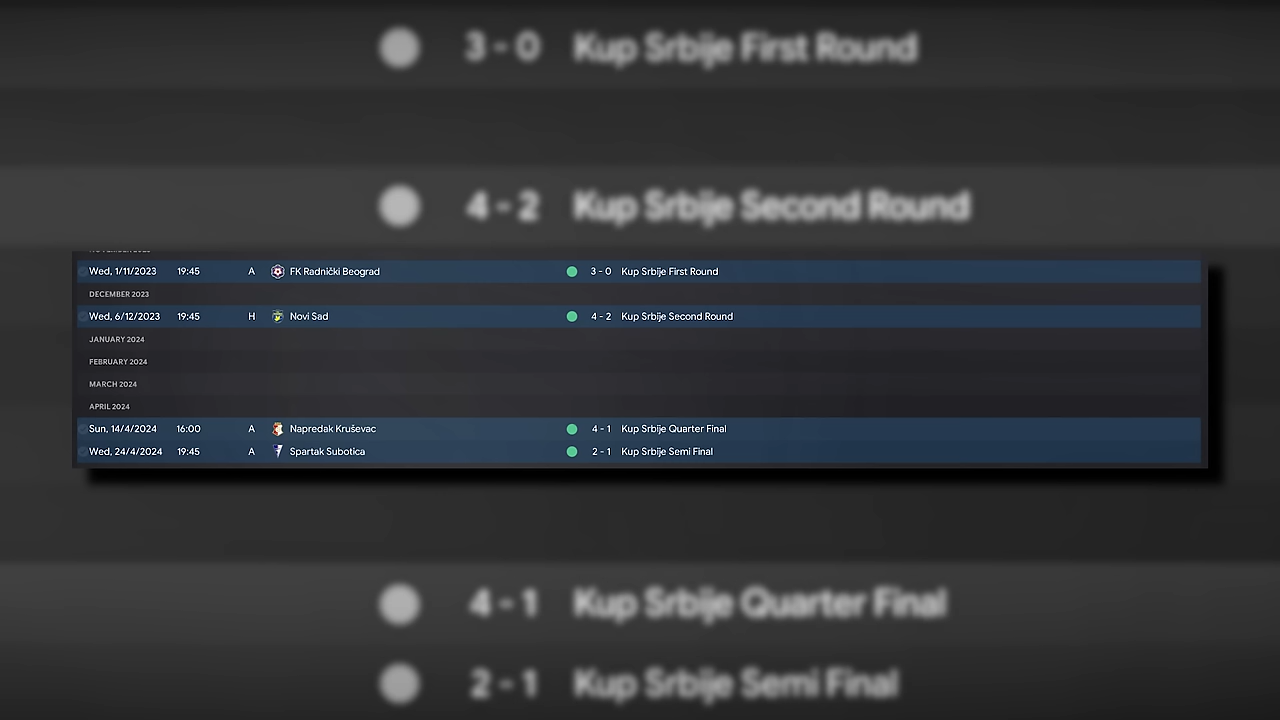 3 - 0 Kup Srbije First Round
4 - 2 Kup Srbije Second Round
Wed, 1/11/2023 19:45 A FK Radnički Beograd 3 - 0 Kup Srbije First Round
DECEMBER 2023
Wed, 6/12/2023 19:45 H Novi Sad 4 - 2 Kup Srbije Second Round
JANUARY 2024
FEBRUARY 2024
MARCH 2024
APRIL 2024
Sun, 14/4/2024 16:00 A Napredak Kruševac 4 - 1 Kup Srbije Quarter Final
Wed, 24/4/2024 19:45 A Spartak Subotica 2 - 1 Kup Srbije Semi Final
4 - 1 Kup Srbije Quarter Final
2 - 1 Kup Srbije Semi Final